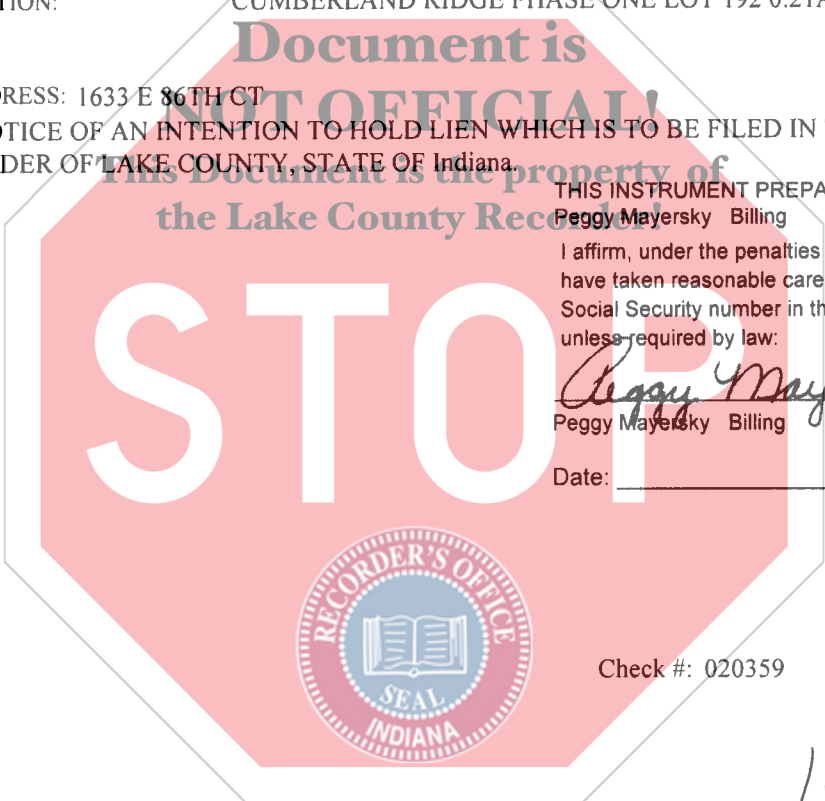 TION: CUMBERLAND RIDGE PHASE ONE LOT 192 0.21A
Document is
RESS: 1633 E 86TH CT
NOT OFFICIAL!
OTICE OF AN INTENTION TO HOLD LIEN WHICH IS TO BE FILED IN
DER OF LAKE COUNTY, STATE OF Indiana.
This Document is the property of
the Lake County Recorder!
THIS INSTRUMENT PREPA
Peggy Mayersky Billing
I affirm, under the penalties
have taken reasonable care
Social Security number in th
unless required by law:
STOP
Peggy May
Peggy Mayersky Billing
Date:
RECORDER'S OFFICE
SEAL
INDIANA
Check #: 020359